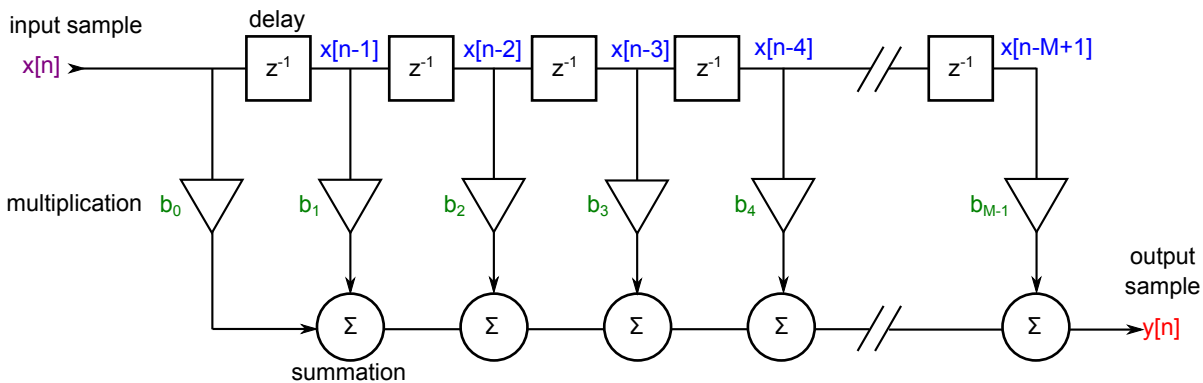 input sample
delay
x[n]
z⁻¹
x[n-1]
z⁻¹
x[n-2]
z⁻¹
x[n-3]
z⁻¹
x[n-4]
z⁻¹
x[n-M+1]
multiplication
b₀
b₁
b₂
b₃
b₄
b_M-1
output
sample
Σ
Σ
Σ
Σ
Σ
y[n]
summation